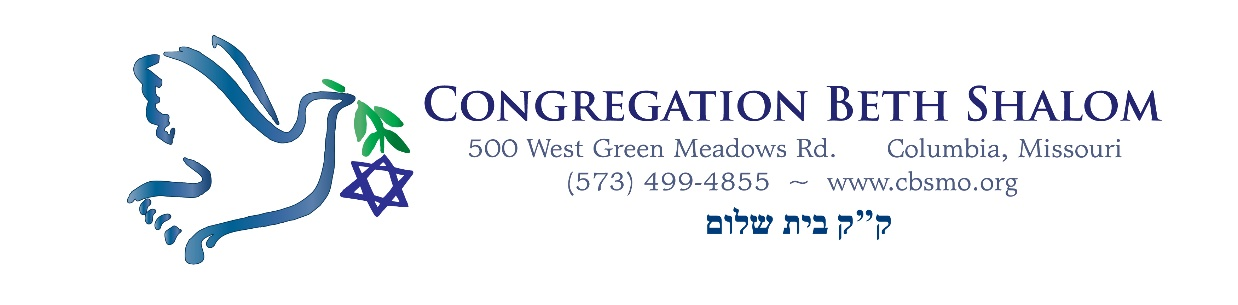 CONGREGATION BETH SHALOM
500 West Green Meadows Rd. Columbia, Missouri
(573) 499-4855 ~ www.cbsmo.org
ק״ק בית שלום